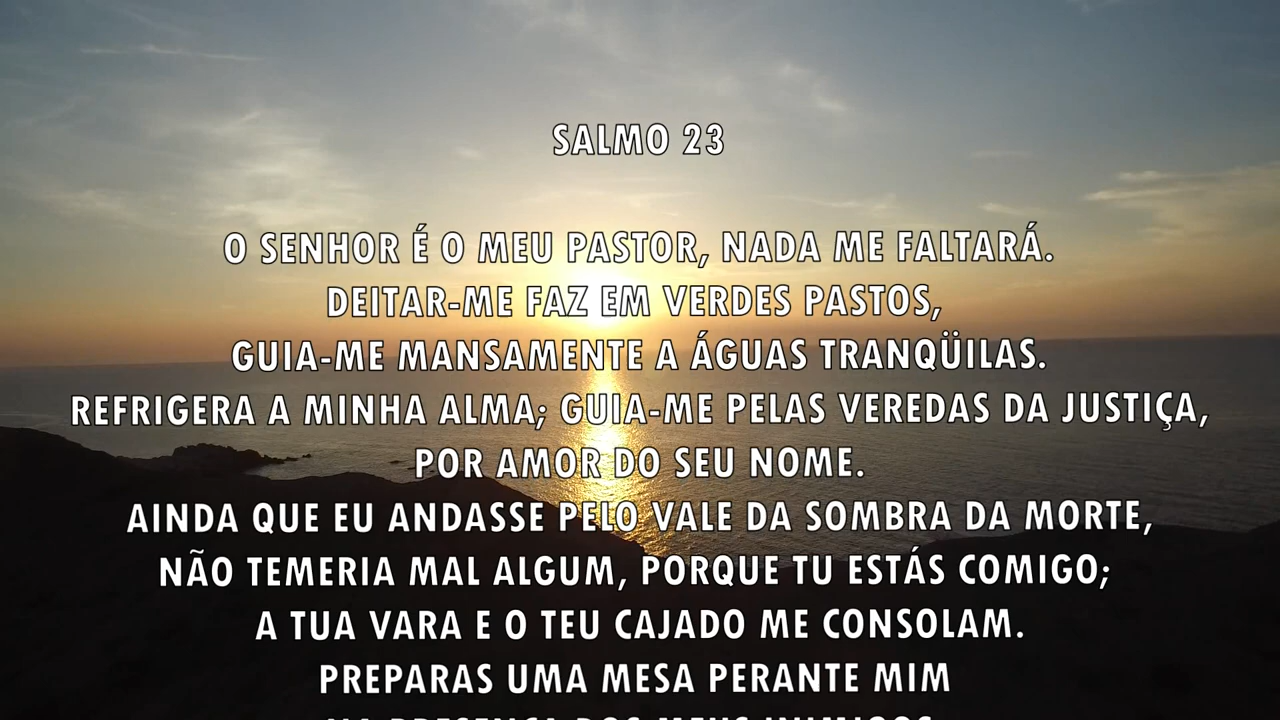 SALMO 23
O SENHOR É O MEU PASTOR, NADA ME FALTARÁ.
DEITAR-ME FAZ EM VERDES PASTOS,
GUIA-ME MANSAMENTE A ÁGUAS TRANQÜILAS.
REFRIGERA A MINHA ALMA; GUIA-ME PELAS VEREDAS DA JUSTIÇA,
POR AMOR DO SEU NOME.
AINDA QUE EU ANDASSE PELO VALE DA SOMBRA DA MORTE,
NÃO TEMERIA MAL ALGUM, PORQUE TU ESTÁS COMIGO;
A TUA VARA E O TEU CAJADO ME CONSOLAM.
PREPARAS UMA MESA PERANTE MIM